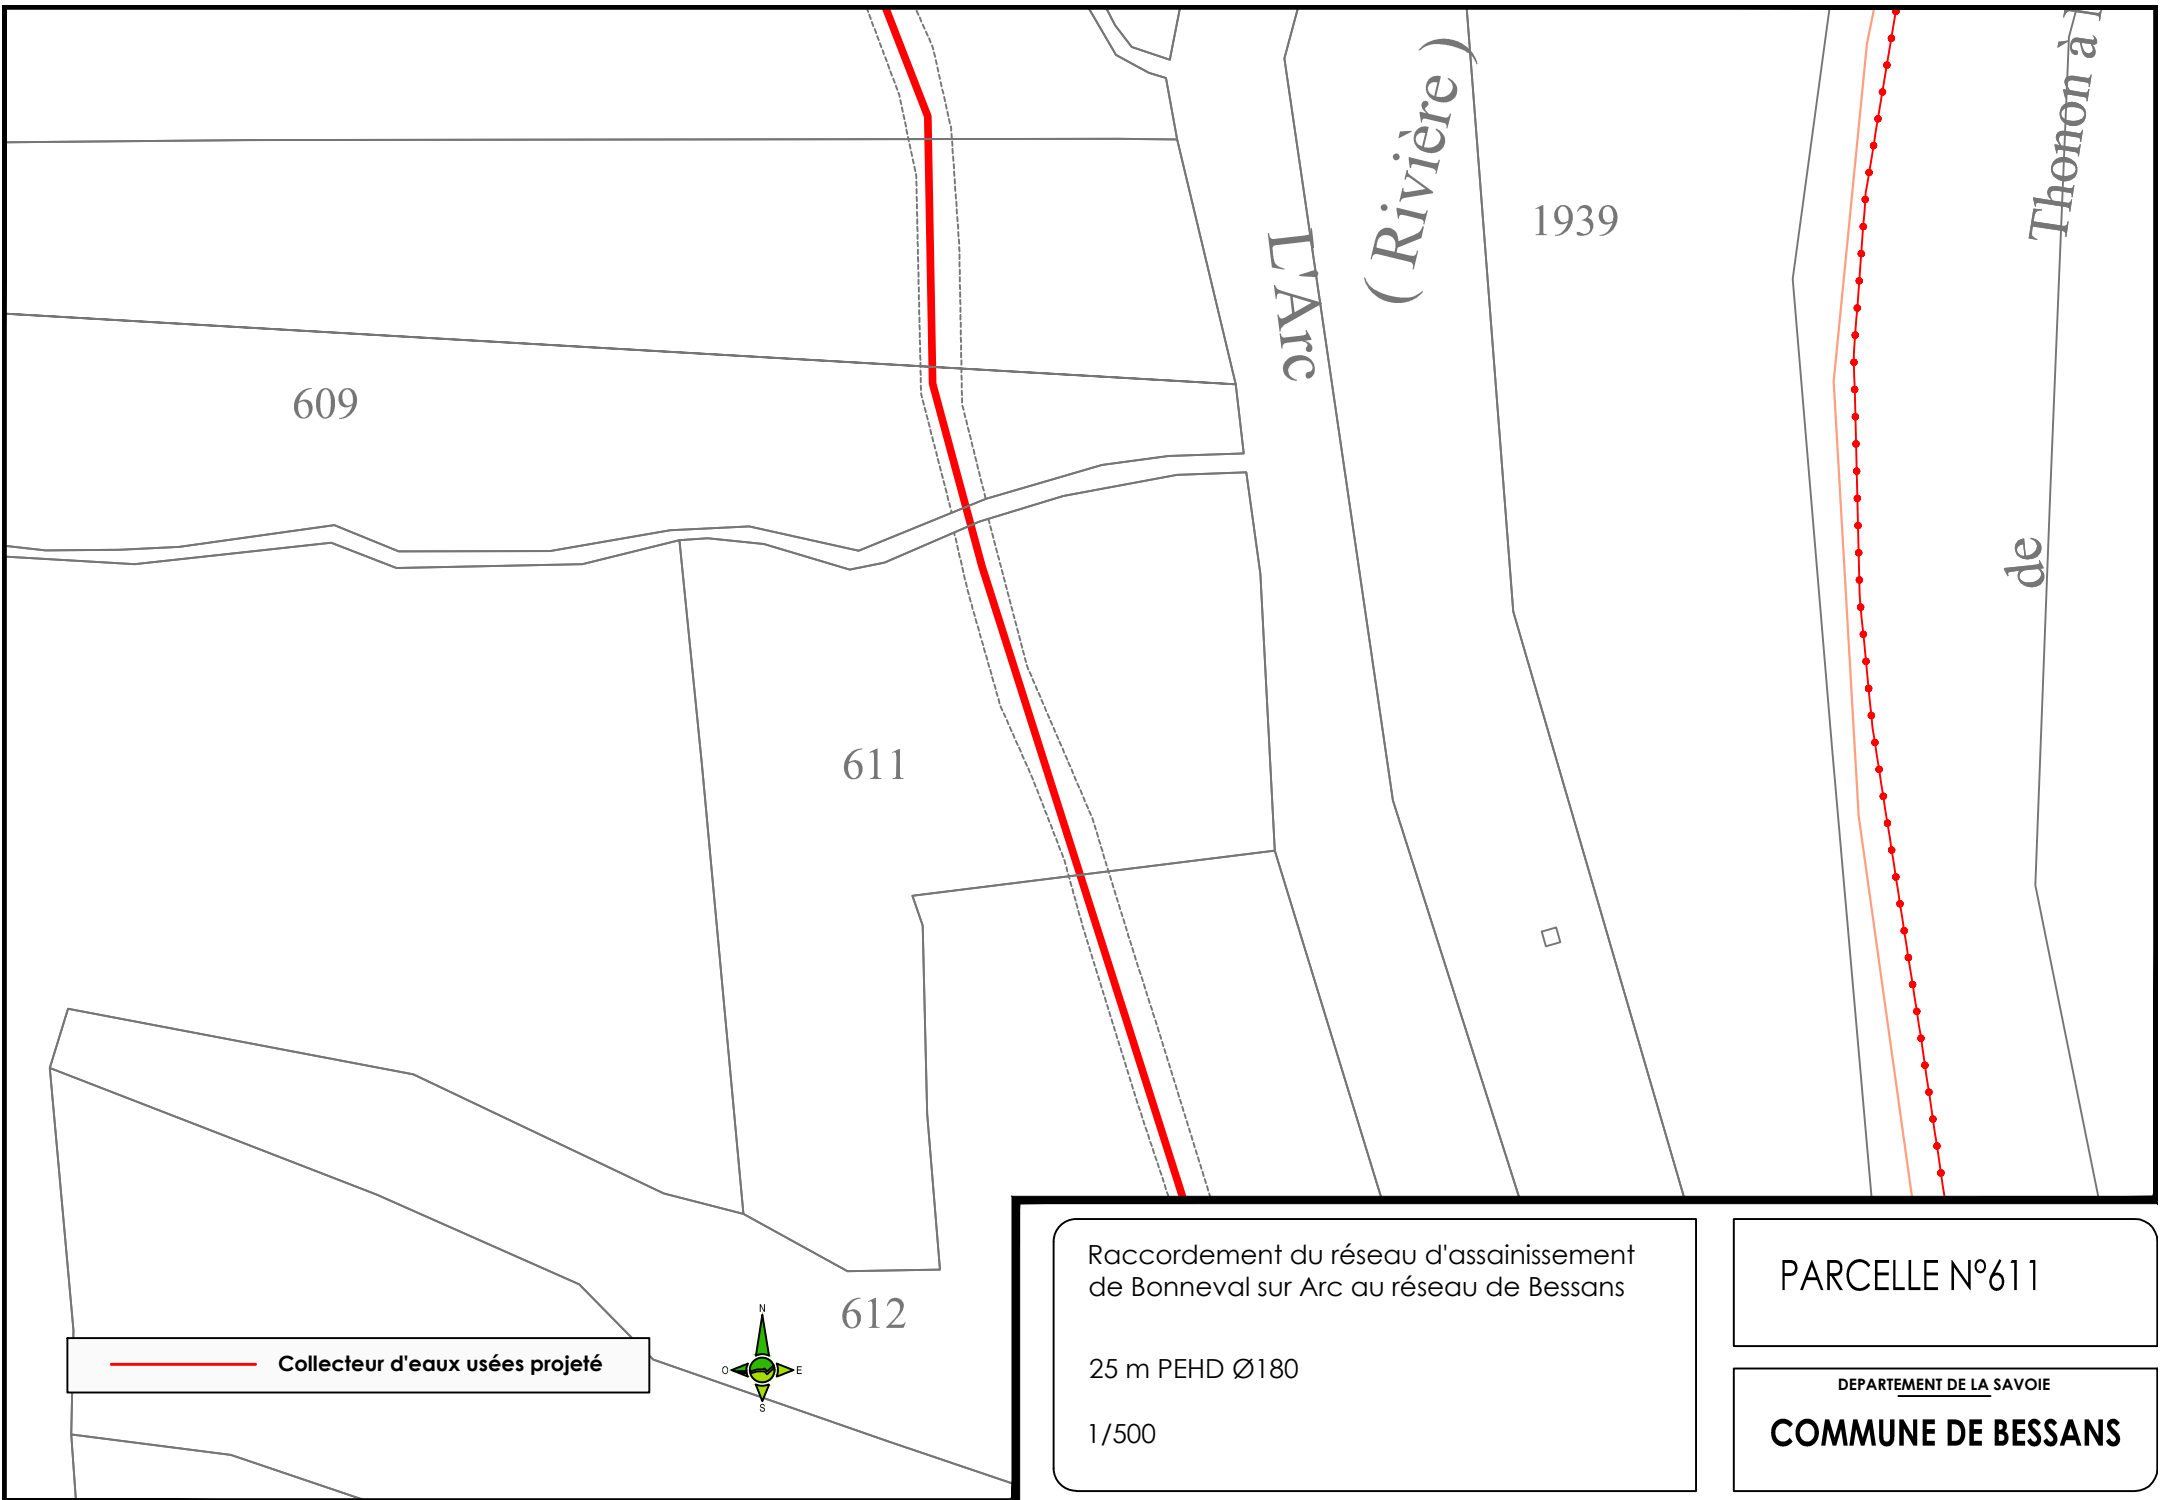 Thonon à l
( Rivière )
1939
L'Arc
609
de
611
612
N
O
E
S
Collecteur d'eaux usées projeté
Raccordement du réseau d'assainissement
de Bonneval sur Arc au réseau de Bessans
25 m PEHD Ø180
1/500
PARCELLE N°611
DEPARTEMENT DE LA SAVOIE
COMMUNE DE BESSANS